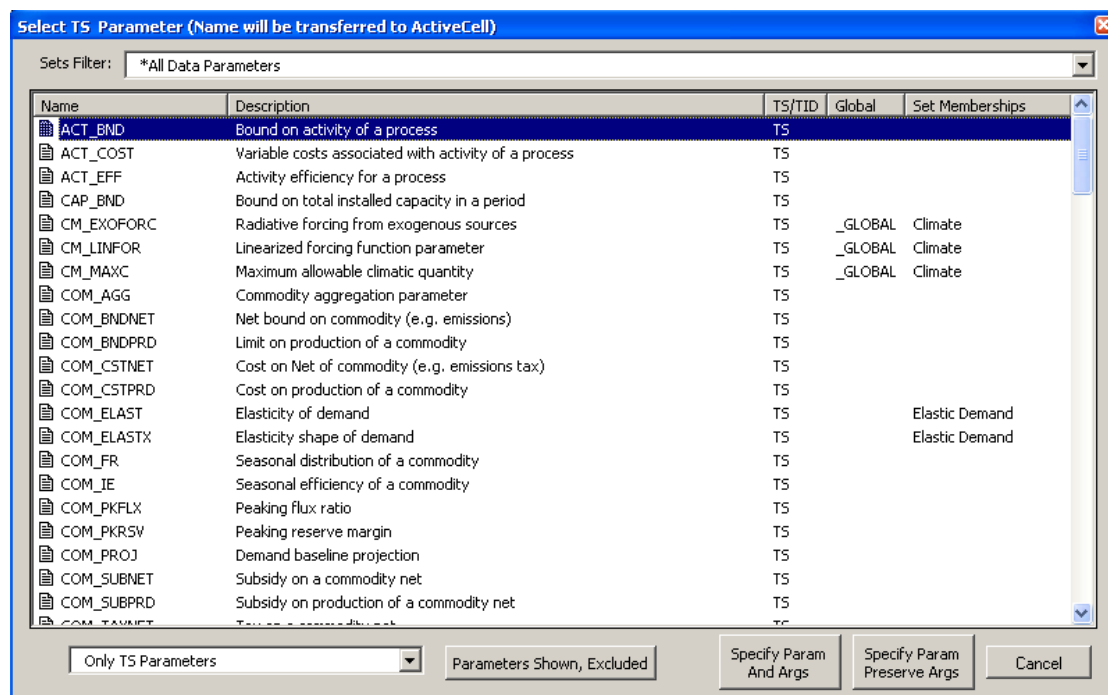 Select TS Parameter (Name will be transferred to ActiveCell)
Sets Filter: *All Data Parameters
Name Description TS/TID Global Set Memberships
ACT_BND Bound on activity of a process TS
ACT_COST Variable costs associated with activity of a process TS
ACT_EFF Activity efficiency for a process TS
CAP_BND Bound on total installed capacity in a period TS
CM_EXOFORC Radiative forcing from exogenous sources TS _GLOBAL Climate
CM_LINFOR Linearized forcing function parameter TS _GLOBAL Climate
CM_MAXC Maximum allowable climatic quantity TS _GLOBAL Climate
COM_AGG Commodity aggregation parameter TS
COM_BNDNET Net bound on commodity (e.g. emissions) TS
COM_BNDPRD Limit on production of a commodity TS
COM_CSTNET Cost on Net of commodity (e.g. emissions tax) TS
COM_CSTPRD Cost on production of a commodity TS
COM_ELAST Elasticity of demand TS Elastic Demand
COM_ELASTX Elasticity shape of demand TS Elastic Demand
COM_FR Seasonal distribution of a commodity TS
COM_IE Seasonal efficiency of a commodity TS
COM_PKFLX Peaking flux ratio TS
COM_PKRSV Peaking reserve margin TS
COM_PROJ Demand baseline projection TS
COM_SUBNET Subsidy on a commodity net TS
COM_SUBPRD Subsidy on production of a commodity net TS
COM_TAXNET Tax on a commodity net TS
Only TS Parameters Parameters Shown, Excluded Specify Param And Args Specify Param Preserve Args Cancel